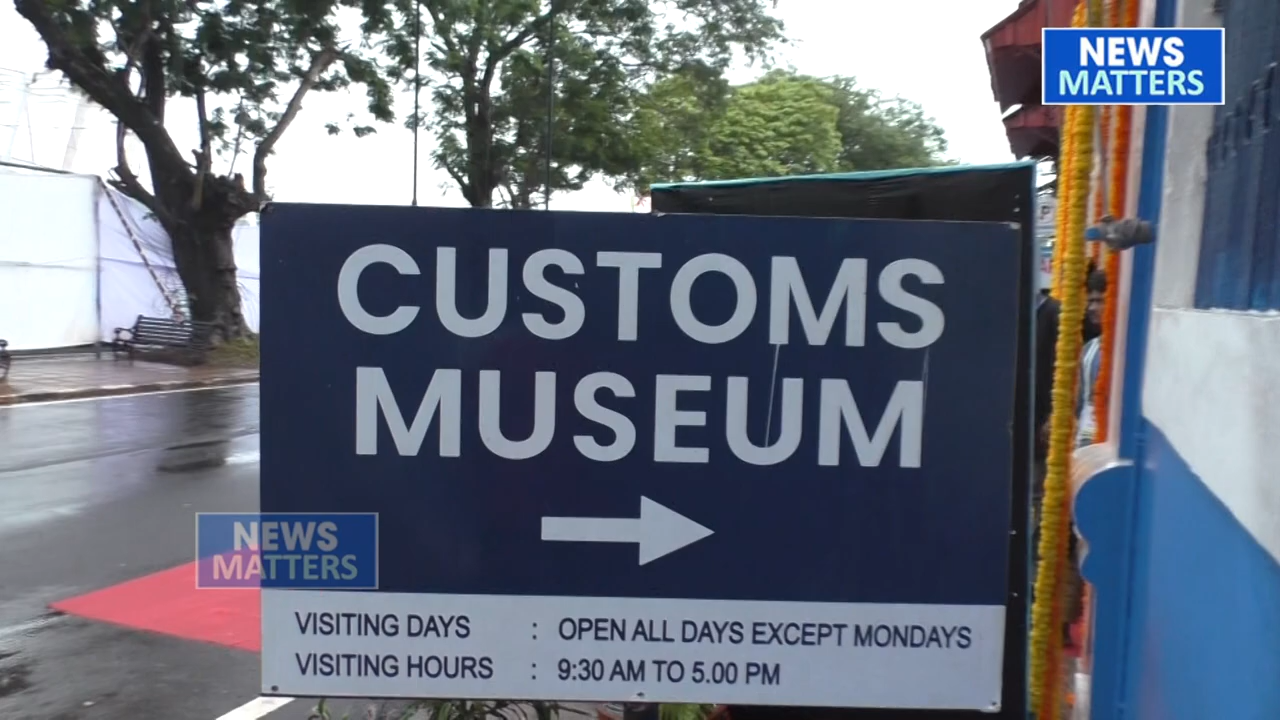 NEWS
MATTERS
CUSTOMS
MUSEUM
NEWS
MATTERS
VISITING DAYS : OPEN ALL DAYS EXCEPT MONDAYS
VISITING HOURS : 9:30 AM TO 5.00 PM